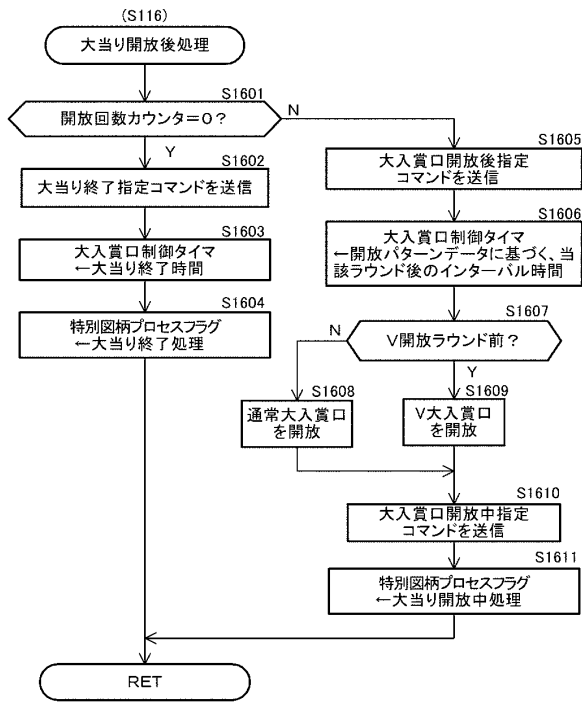 (S116)
大当り開放後処理
S1601
開放回数カウンタ=0?
N
Y
S1602
大当り終了指定コマンドを送信
S1603
大入賞口制御タイマ
←大当り終了時間
S1604
特別図柄プロセスフラグ
←大当り終了処理
S1605
大入賞口開放後指定
コマンドを送信
S1606
大入賞口制御タイマ
←開放パターンデータに基づく、当
該ラウンド後のインターバル時間
S1607
V開放ラウンド前?
N
Y
S1608
通常大入賞口
を開放
S1609
V大入賞口
を開放
S1610
大入賞口開放中指定
コマンドを送信
S1611
特別図柄プロセスフラグ
←大当り開放中処理
RET